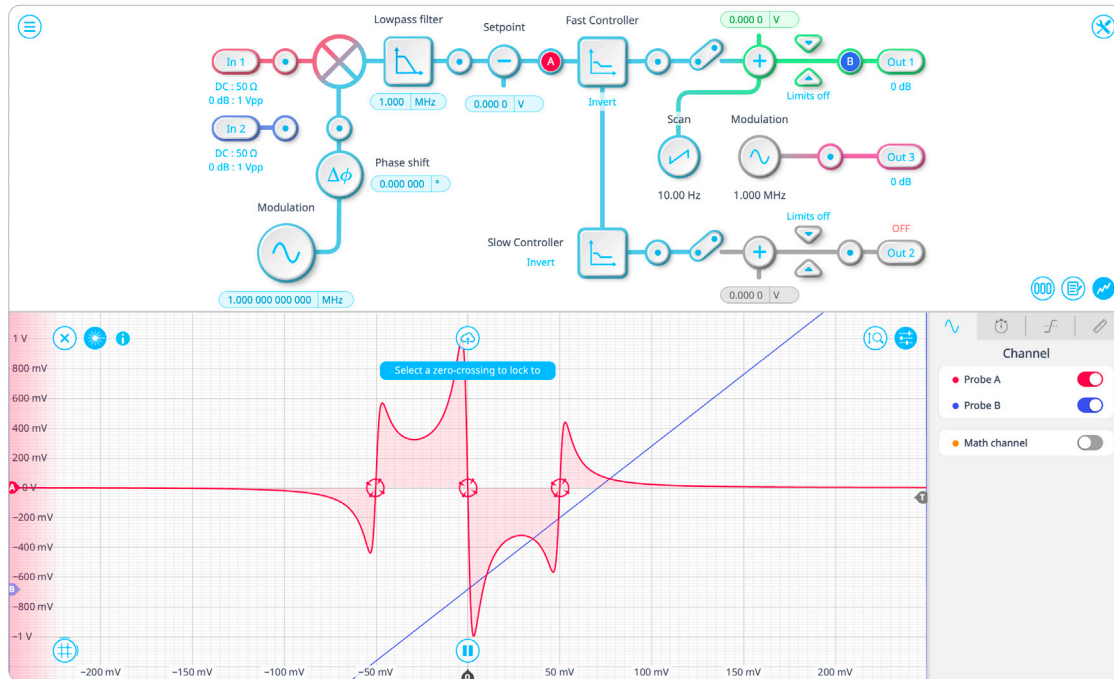 Lowpass filter
Setpoint
Fast Controller
0.000 0 V
In 1
A
B
Out 1
DC : 50 Ω
0 dB : 1 Vpp
1.000 MHz
0.000 0 V
Invert
Limits off
0 dB
In 2
DC : 50 Ω
0 dB : 1 Vpp
Scan
Modulation
Δϕ
Phase shift
0.000 000 °
Out 3
0 dB
10.00 Hz
1.000 MHz
Modulation
Slow Controller
Invert
Limits off
OFF
Out 2
1.000 000 000 000 MHz
0.000 0 V
1 V
800 mV
600 mV
400 mV
200 mV
A
0 V
−200 mV
−400 mV
B
−600 mV
−800 mV
−1 V
Select a zero-crossing to lock to
T
−200 mV
−150 mV
−100 mV
−50 mV
0
50 mV
100 mV
150 mV
200 mV
Channel
Probe A
Probe B
Math channel